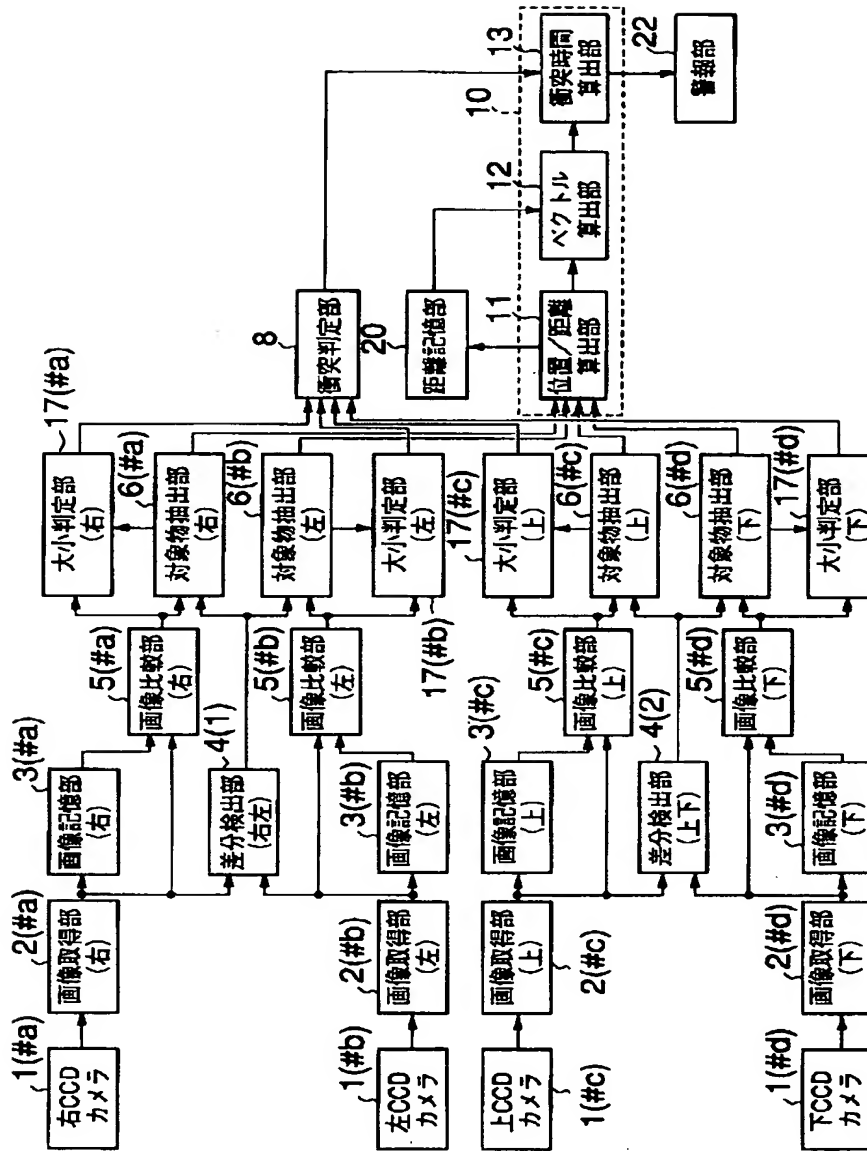 1(#a)
右CCD
カメラ
2(#a)
画像取得部
(右)
3(#a)
画像記憶部
(右)
4(1)
差分検出部
(右左)
5(#a)
画像比較部
(右)
17(#a)
大小判定部
(右)
6(#a)
対象物抽出部
(右)
1(#b)
左CCD
カメラ
2(#b)
画像取得部
(左)
3(#b)
画像記憶部
(左)
5(#b)
画像比較部
(左)
6(#b)
対象物抽出部
(左)
17(#b)
大小判定部
(左)
1(#c)
上CCD
カメラ
2(#c)
画像取得部
(上)
3(#c)
画像記憶部
(上)
4(2)
差分検出部
(上下)
5(#c)
画像比較部
(上)
17(#c)
大小判定部
(上)
6(#c)
対象物抽出部
(上)
1(#d)
下CCD
カメラ
2(#d)
画像取得部
(下)
3(#d)
画像記憶部
(下)
5(#d)
画像比較部
(下)
6(#d)
対象物抽出部
(下)
17(#d)
大小判定部
(下)
8
衝突判定部
20
距離記憶部
10
11
位置/距離
算出部
12
ベクトル
算出部
13
衝突時間
算出部
22
警報部